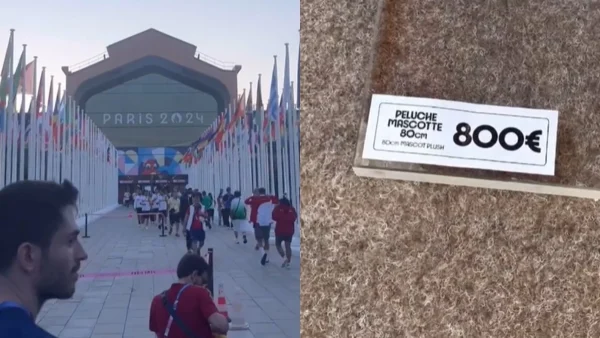 PARIS 2024
PELUCHE
MASCOTTE
80cm
80cm MASCOT PLUSH
800€